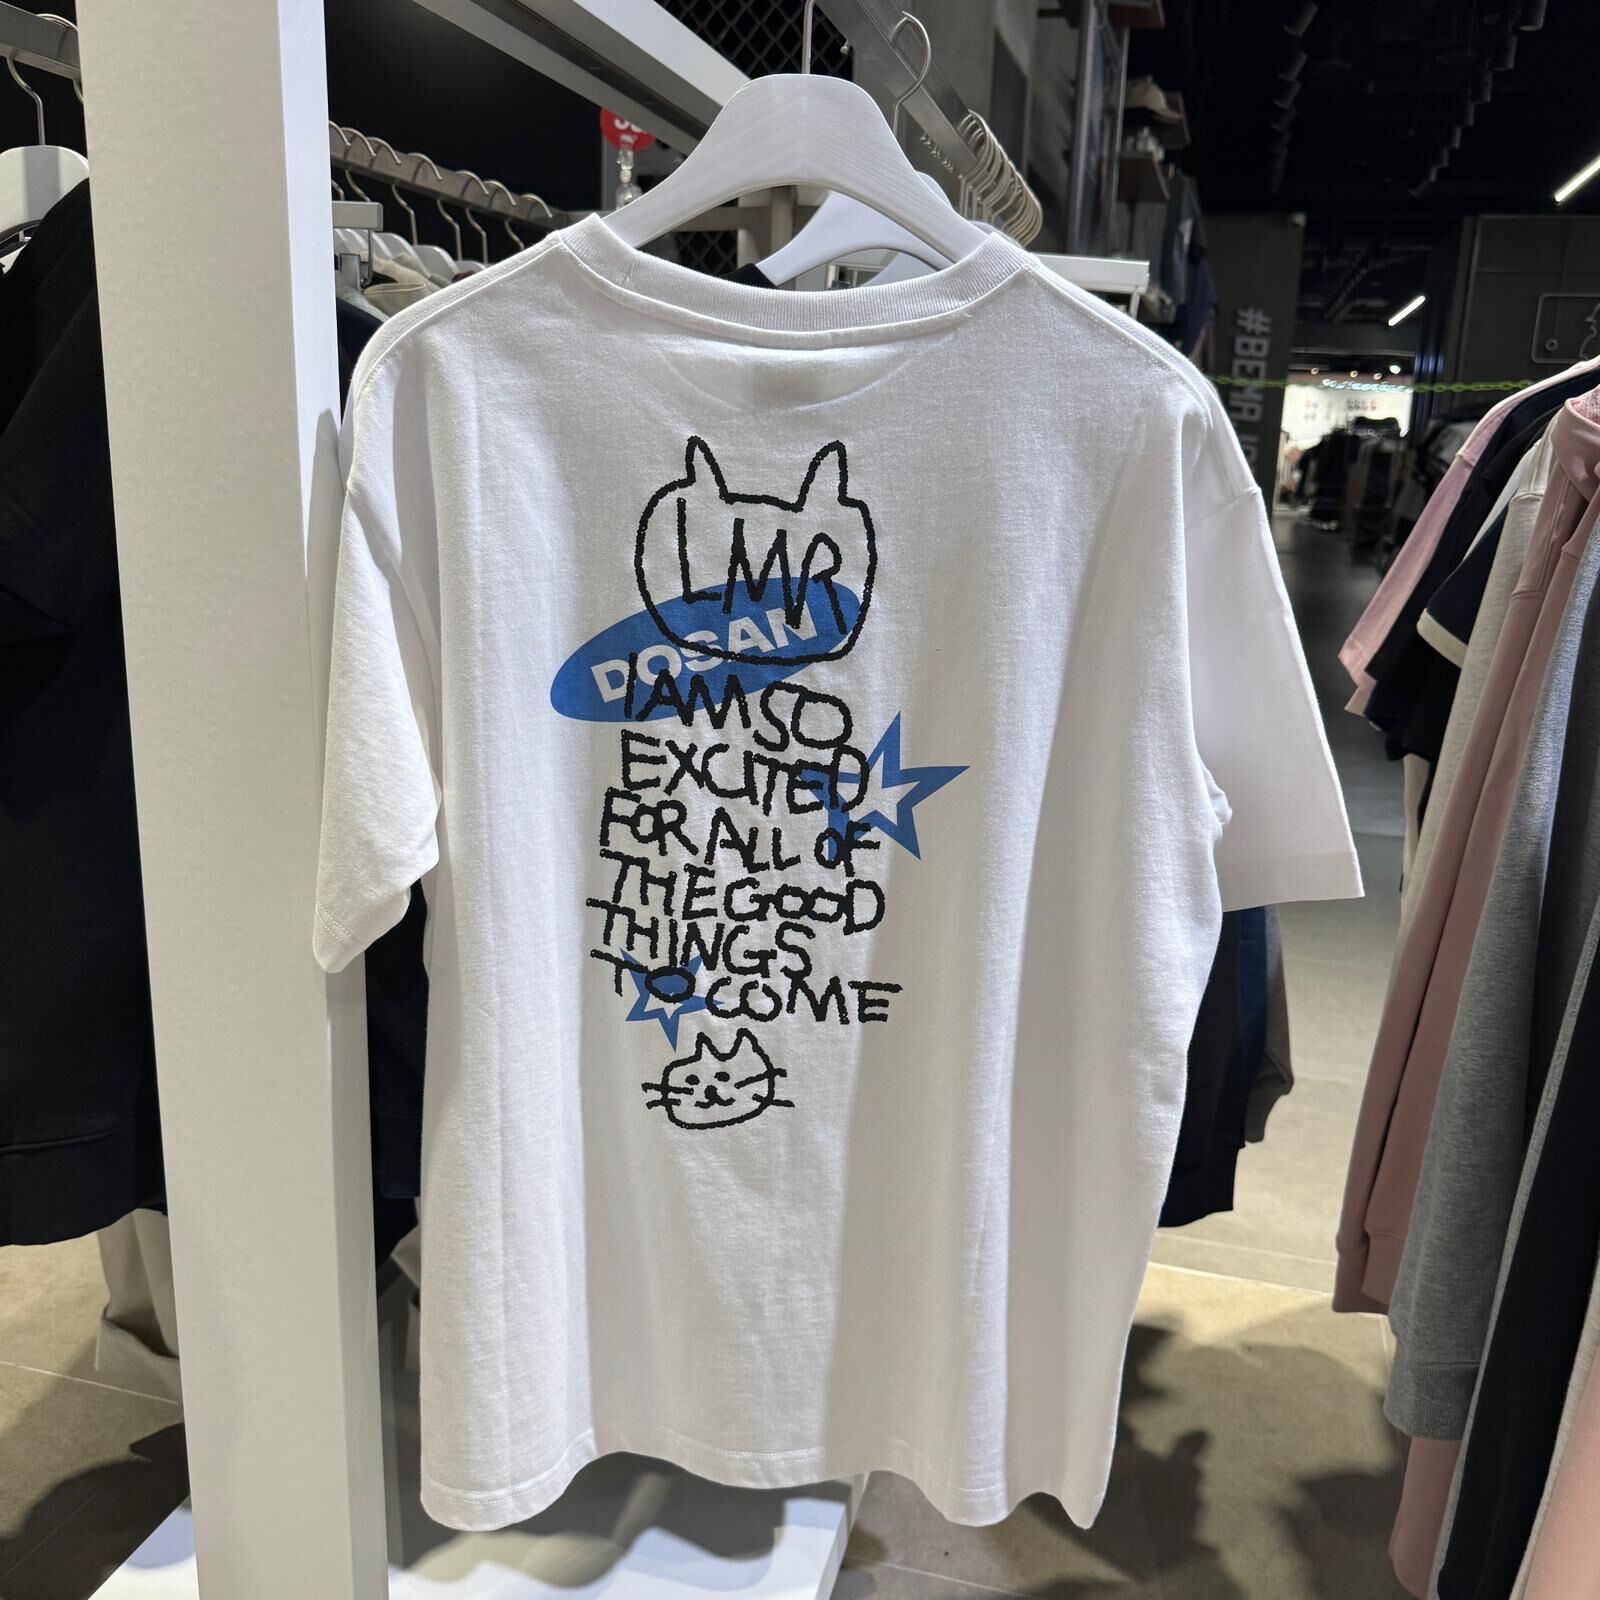 LMR
DOSAN
I AM SO
EXCITED
FOR ALL OF
THE GOOD
THINGS
TO COME